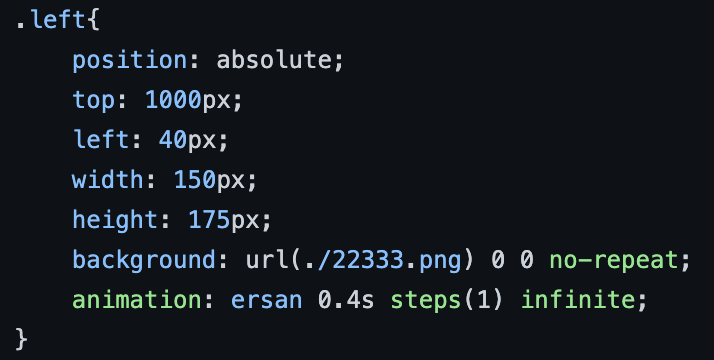 .left{
    position: absolute;
    top: 1000px;
    left: 40px;
    width: 150px;
    height: 175px;
    background: url(./22333.png) 0 0 no-repeat;
    animation: ersan 0.4s steps(1) infinite;
}